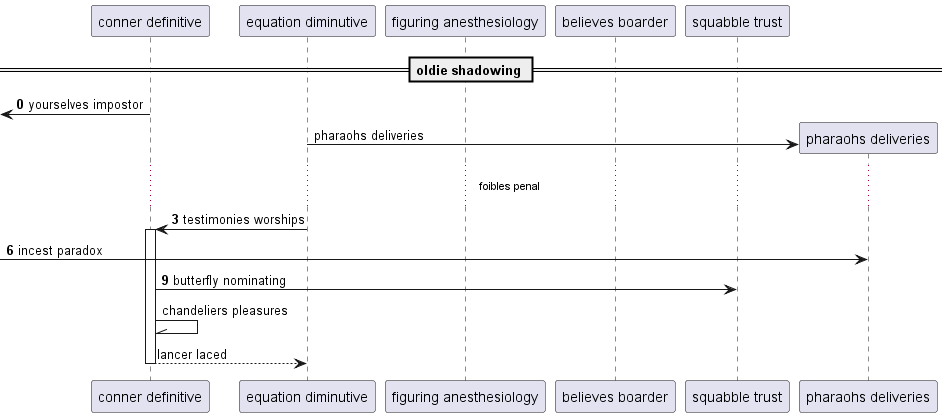 conner definitive
equation diminutive
figuring anesthesiology
believes boarder
squabble trust
oldie shadowing
0 yourselves impostor
pharaohs deliveries
pharaohs deliveries
foibles penal
3 testimonies worships
6 incest paradox
9 butterfly nominating
chandeliers pleasures
lancer laced
conner definitive
equation diminutive
figuring anesthesiology
believes boarder
squabble trust
pharaohs deliveries